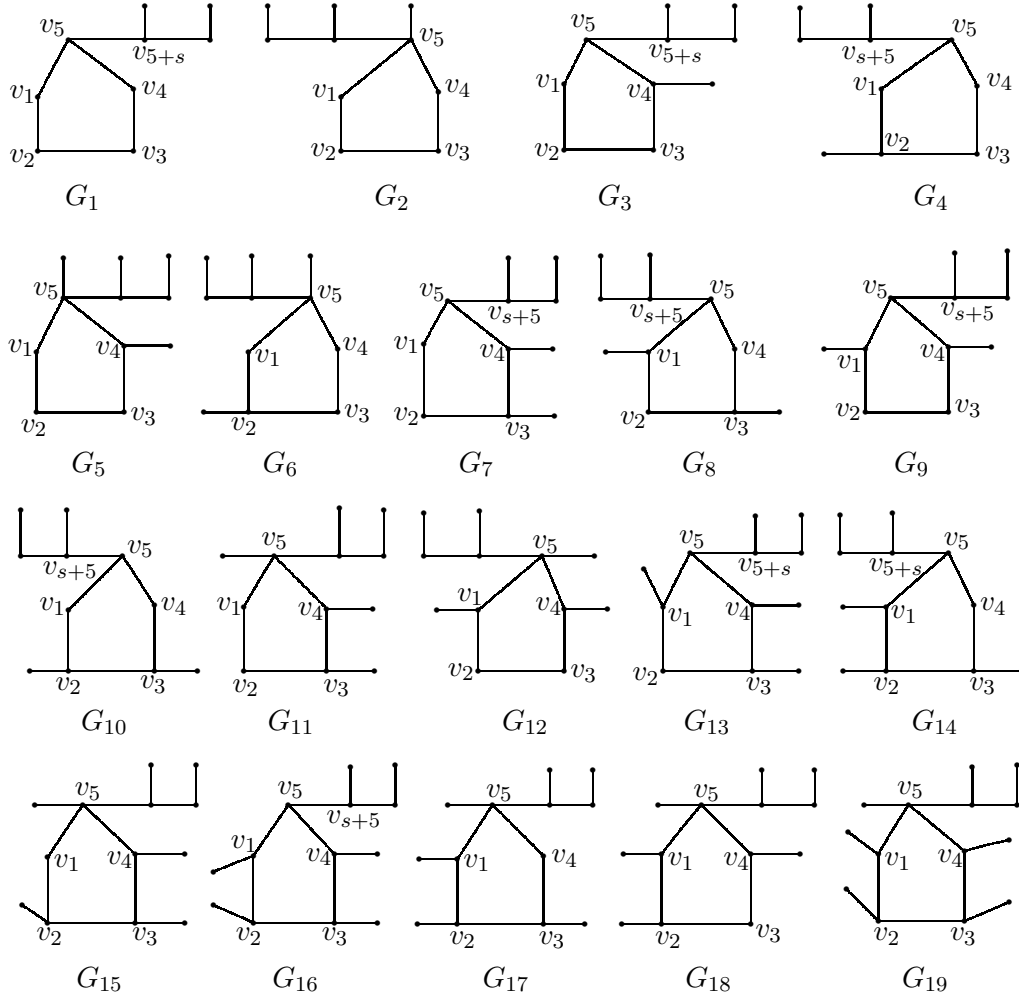 v₅ v₅₊ₛ v₁ v₄ v₂ v₃
G₁
v₅ v₁ v₄ v₂ v₃
G₂
v₅ v₅₊ₛ v₁ v₄ v₂ v₃
G₃
v₅ vₛ₊₅ v₁ v₄ v₂ v₃
G₄
v₅ v₁ v₄ v₂ v₃
G₅
v₅ v₁ v₄ v₂ v₃
G₆
v₅ vₛ₊₅ v₁ v₄ v₂ v₃
G₇
v₅ vₛ₊₅ v₁ v₄ v₂ v₃
G₈
v₅ vₛ₊₅ v₁ v₄ v₂ v₃
G₉
v₅ vₛ₊₅ v₁ v₄ v₂ v₃
G₁₀
v₅ v₁ v₄ v₂ v₃
G₁₁
v₅ v₁ v₄ v₂ v₃
G₁₂
v₅ v₅₊ₛ v₁ v₄ v₂ v₃
G₁₃
v₅ v₅₊ₛ v₁ v₄ v₂ v₃
G₁₄
v₅ v₁ v₄ v₂ v₃
G₁₅
v₅ vₛ₊₅ v₁ v₄ v₂ v₃
G₁₆
v₅ v₁ v₄ v₂ v₃
G₁₇
v₅ v₁ v₄ v₂ v₃
G₁₈
v₅ v₁ v₄ v₂ v₃
G₁₉